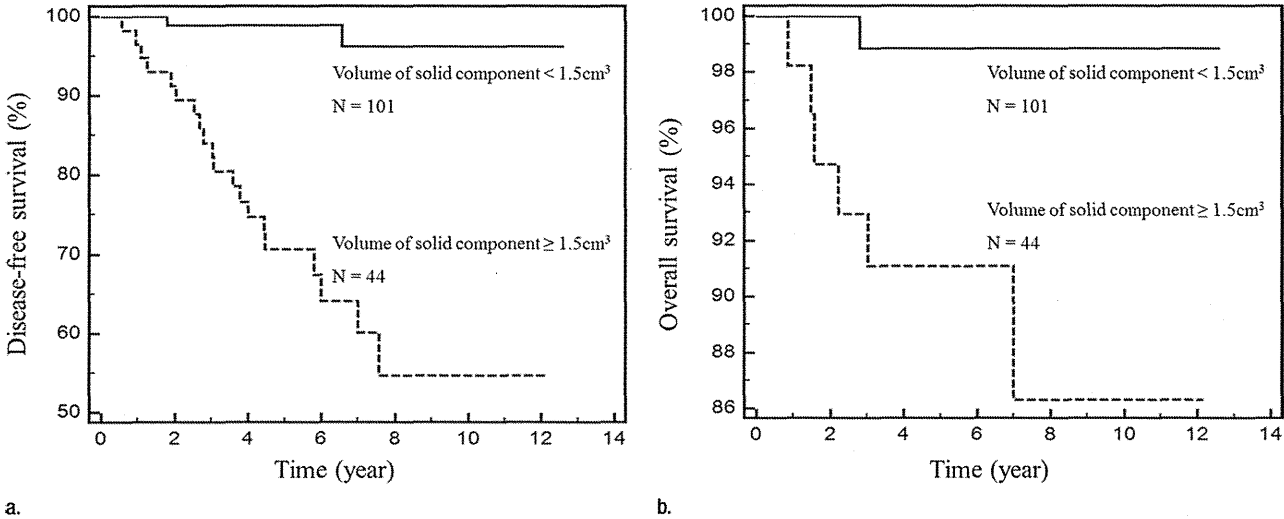 Disease-free survival (%)
100
90
80
70
60
50
Volume of solid component < 1.5cm³
N = 101
Volume of solid component ≥ 1.5cm³
N = 44
0 2 4 6 8 10 12 14
Time (year)
a.
Overall survival (%)
100
98
96
94
92
90
88
86
Volume of solid component < 1.5cm³
N = 101
Volume of solid component ≥ 1.5cm³
N = 44
0 2 4 6 8 10 12 14
Time (year)
b.